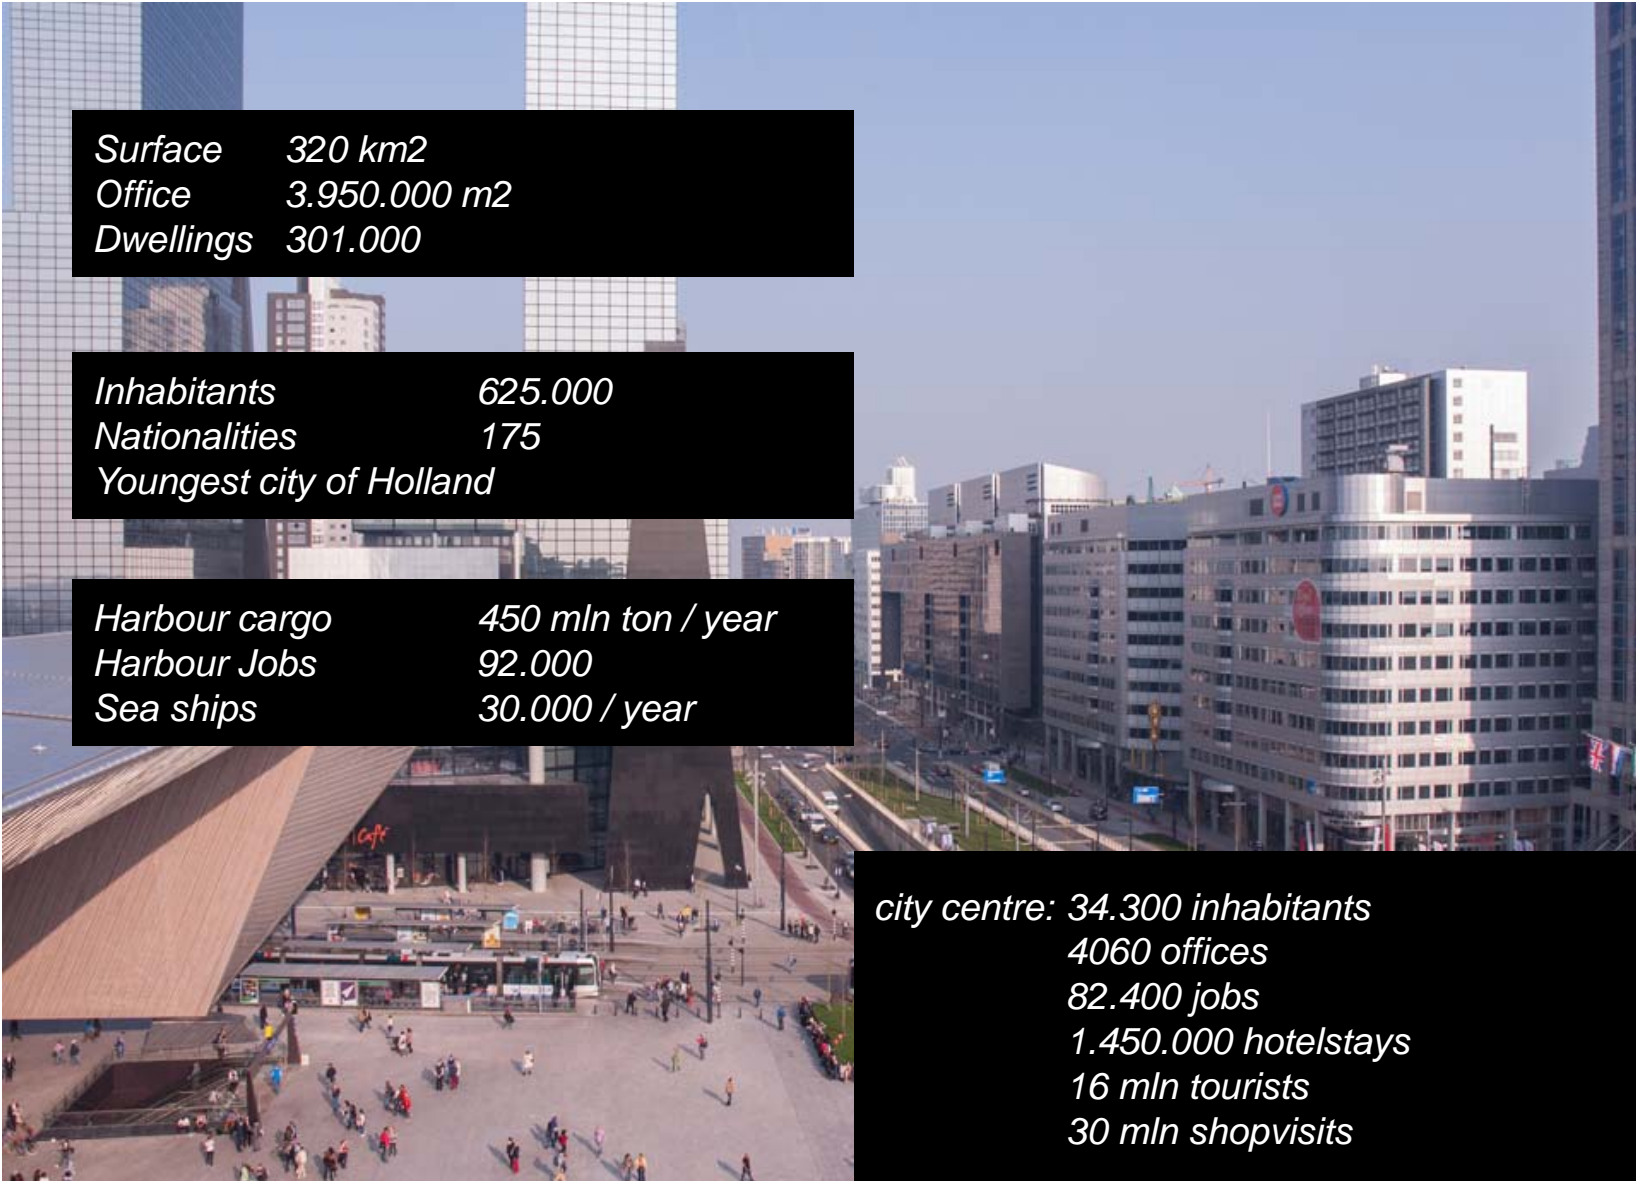 Surface 320 km2
Office 3.950.000 m2
Dwellings 301.000
Inhabitants 625.000
Nationalities 175
Youngest city of Holland
Harbour cargo 450 mln ton / year
Harbour Jobs 92.000
Sea ships 30.000 / year
Café
city centre: 34.300 inhabitants
4060 offices
82.400 jobs
1.450.000 hotelstays
16 mln tourists
30 mln shopvisits